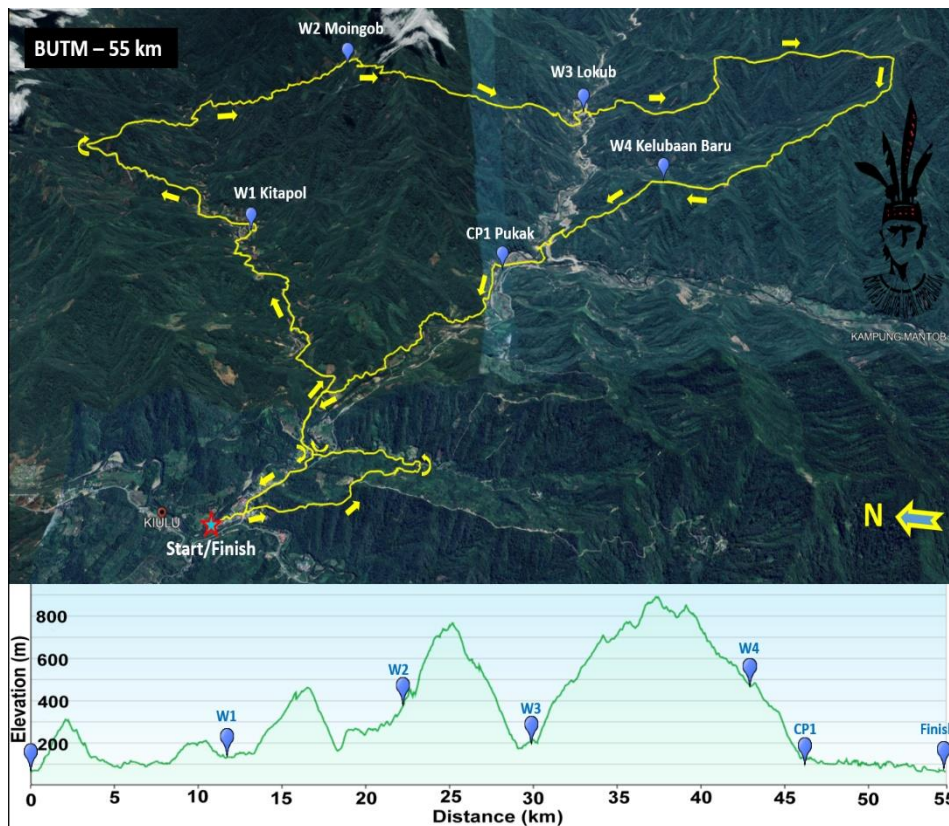 BUTM – 55 km
W2 Moingob
W3 Lokub
W4 Kelubaan Baru
W1 Kitapol
CP1 Pukak
KAMPUNG MANTOB
KIULU
Start/Finish
N
Elevation (m)
800
600
400
200
W1
W2
W3
W4
CP1
Finish
0
5
10
15
20
25
30
35
40
45
50
55
Distance (km)